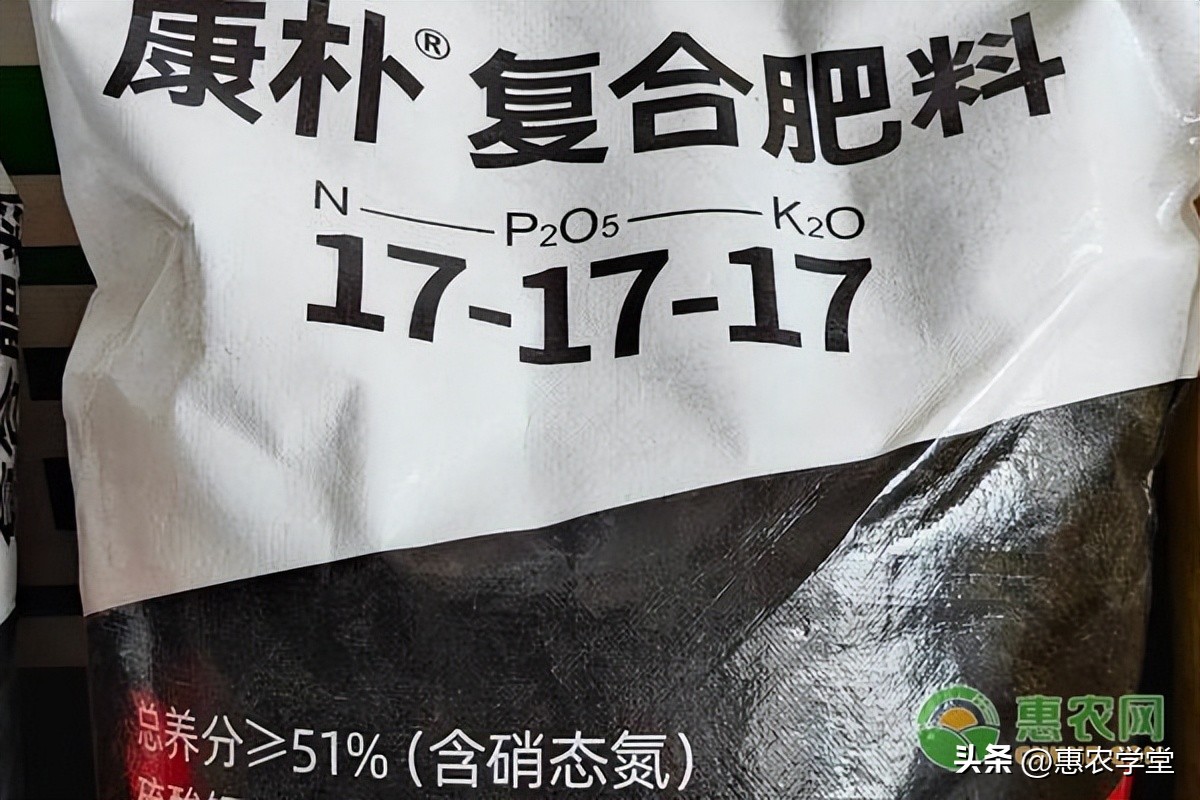 康朴® 复合肥料
N — P₂O₅ — K₂O
17-17-17
总养分≥51% (含硝态氮)
惠农网
头条 @惠农学堂